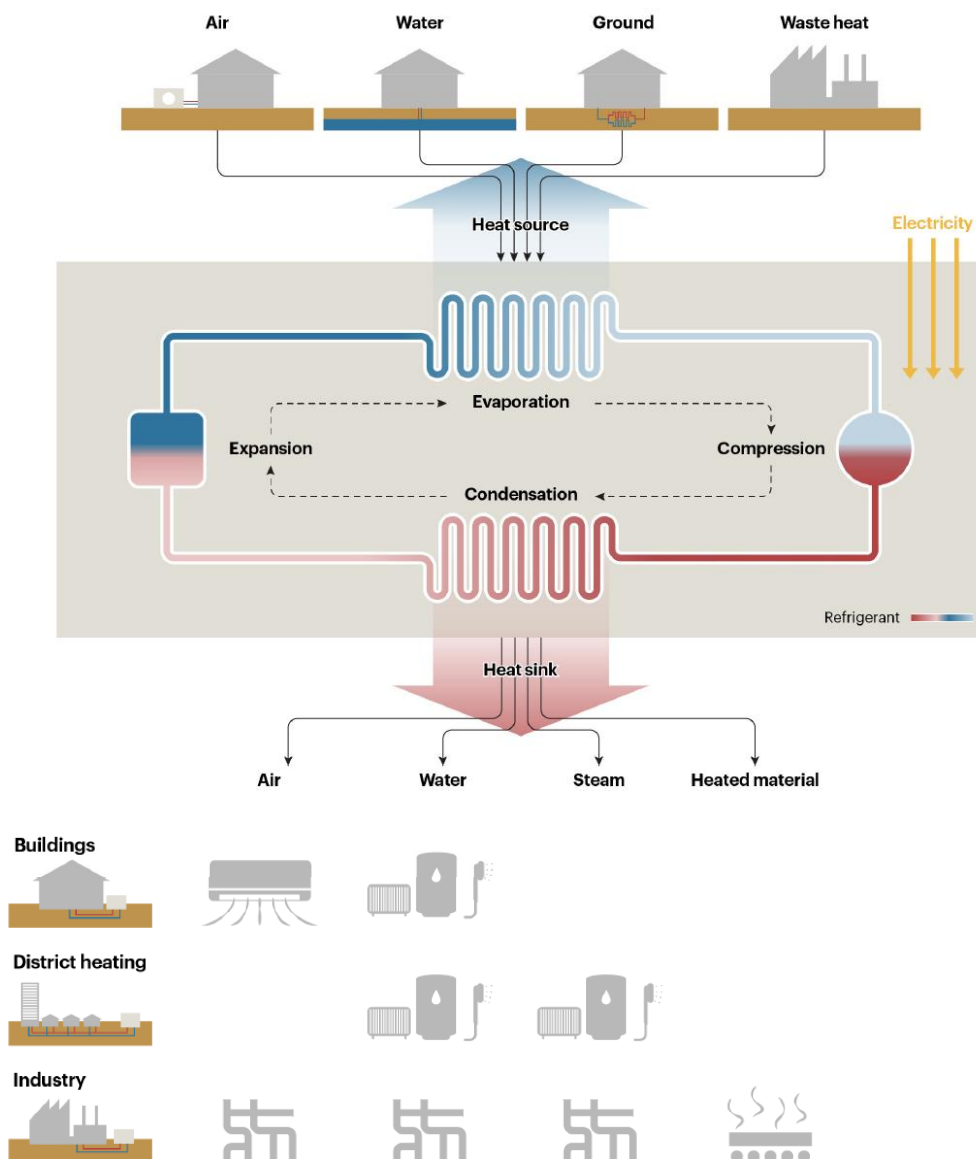 Air
Water
Ground
Waste heat
Heat source
Electricity
Evaporation
Expansion
Compression
Condensation
Refrigerant
Heat sink
Air
Water
Steam
Heated material
Buildings
District heating
Industry